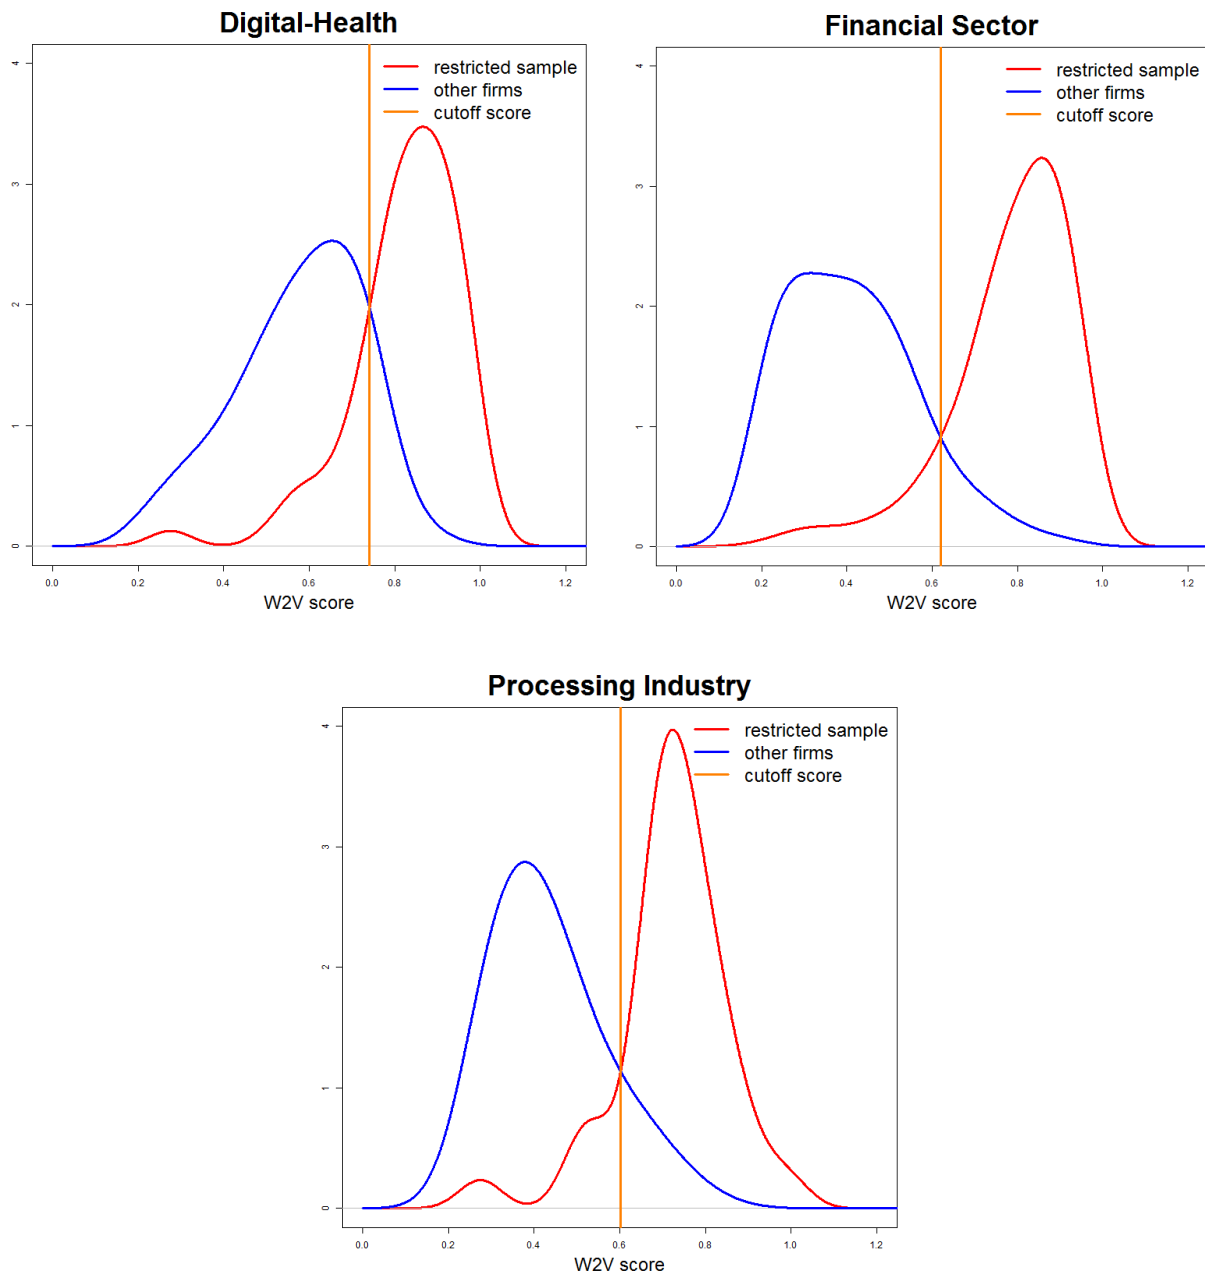 Digital-Health
restricted sample
other firms
cutoff score
4
3
2
1
0
0.0 0.2 0.4 0.6 0.8 1.0 1.2
W2V score
Financial Sector
restricted sample
other firms
cutoff score
4
3
2
1
0
0.0 0.2 0.4 0.6 0.8 1.0 1.2
W2V score
Processing Industry
restricted sample
other firms
cutoff score
4
3
2
1
0
0.0 0.2 0.4 0.6 0.8 1.0 1.2
W2V score